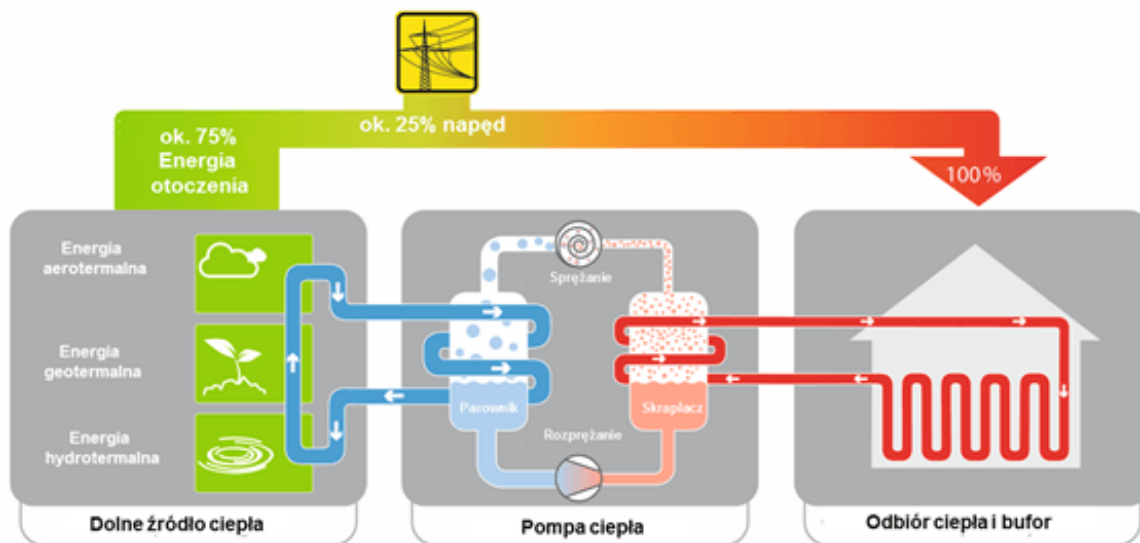 ok. 75%
Energia
otoczenia
ok. 25% napęd
100%
Energia
aerotermalna
Energia
geotermalna
Energia
hydrotermalna
Sprężanie
Parownik
Skraplacz
Rozprężanie
Dolne źródło ciepła
Pompa ciepła
Odbiór ciepła i bufor